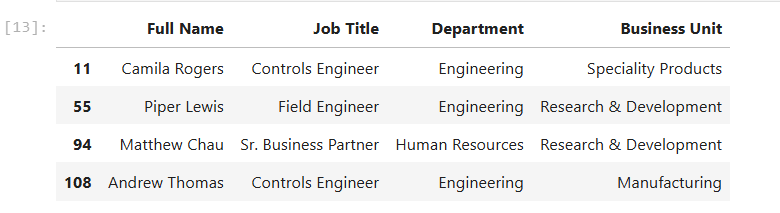 [13]:
Full Name Job Title Department Business Unit
11 Camila Rogers Controls Engineer Engineering Speciality Products
55 Piper Lewis Field Engineer Engineering Research & Development
94 Matthew Chau Sr. Business Partner Human Resources Research & Development
108 Andrew Thomas Controls Engineer Engineering Manufacturing